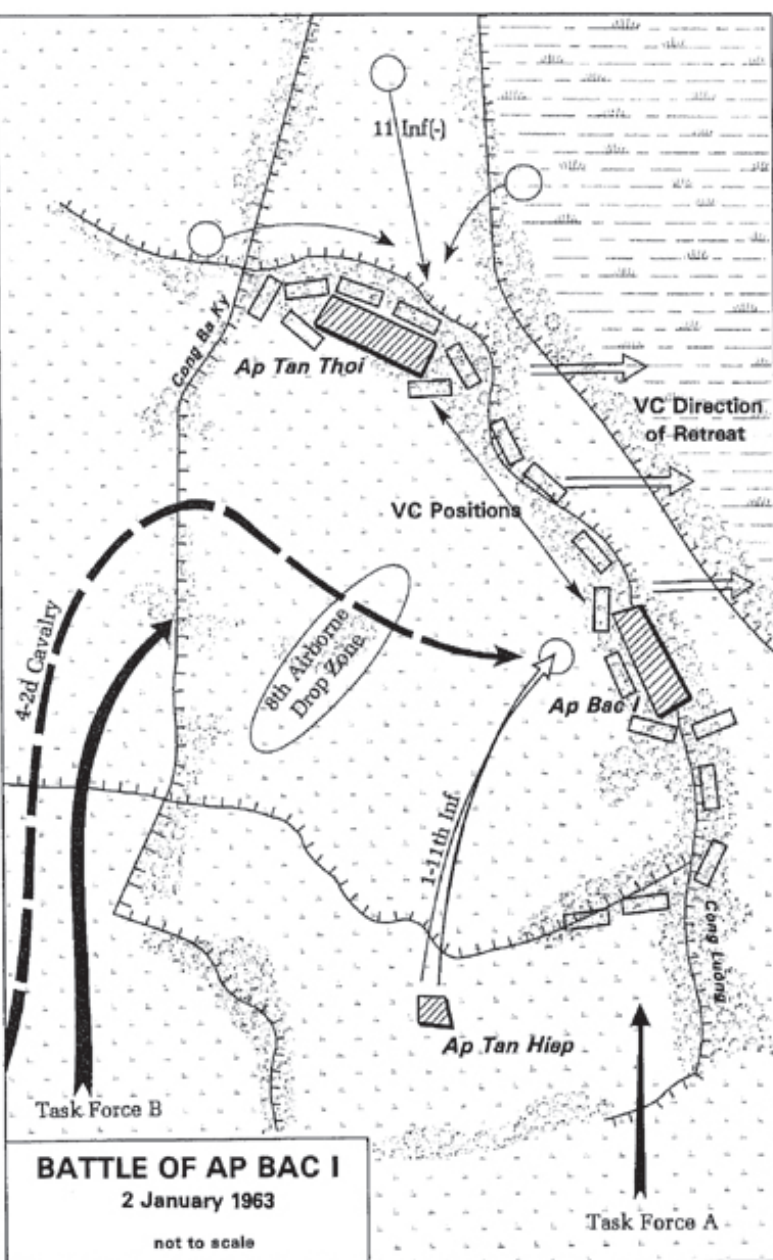 11 Inf(-)
Cong Ba Ky
Ap Tan Thoi
VC Direction
of Retreat
VC Positions
4-2d Cavalry
8th Airborne
Drop Zone
Ap Bac I
1-11th Inf
Cong Luong
Ap Tan Hiep
Task Force B
BATTLE OF AP BAC I
2 January 1963
not to scale
Task Force A